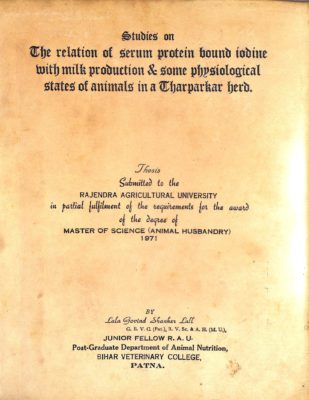 Studies on
The relation of serum protein bound iodine
with milk production & some physiological
states of animals in a Tharparkar herd.
Thesis
Submitted to the
RAJENDRA AGRICULTURAL UNIVERSITY
in partial fulfilment of the requirements for the award
of the degree of
MASTER OF SCIENCE (ANIMAL HUSBANDRY)
1971
BY
Lala Govind Shanker Lall
G. B. V. C. (Pat.), B. V. Sc. & A. H. (M. U.),
JUNIOR FELLOW R. A. U.
Post-Graduate Department of Animal Nutrition,
BIHAR VETERINARY COLLEGE,
PATNA.